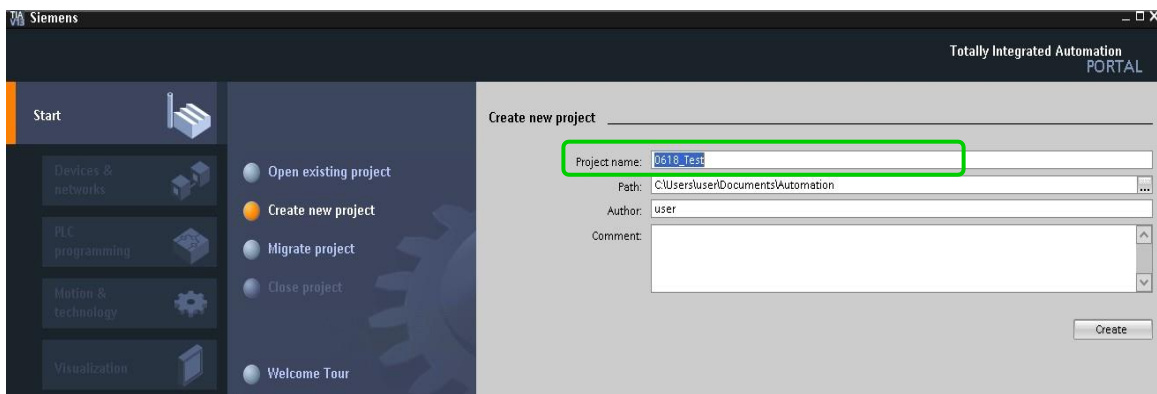 TIA V13 Siemens
Totally Integrated Automation
PORTAL
Start
Devices &
networks
PLC
programming
Motion &
technology
Visualization
Open existing project
Create new project
Migrate project
Close project
Welcome Tour
Create new project
Project name: 0618_Test
Path: C:\Users\user\Documents\Automation ...
Author: user
Comment:
Create